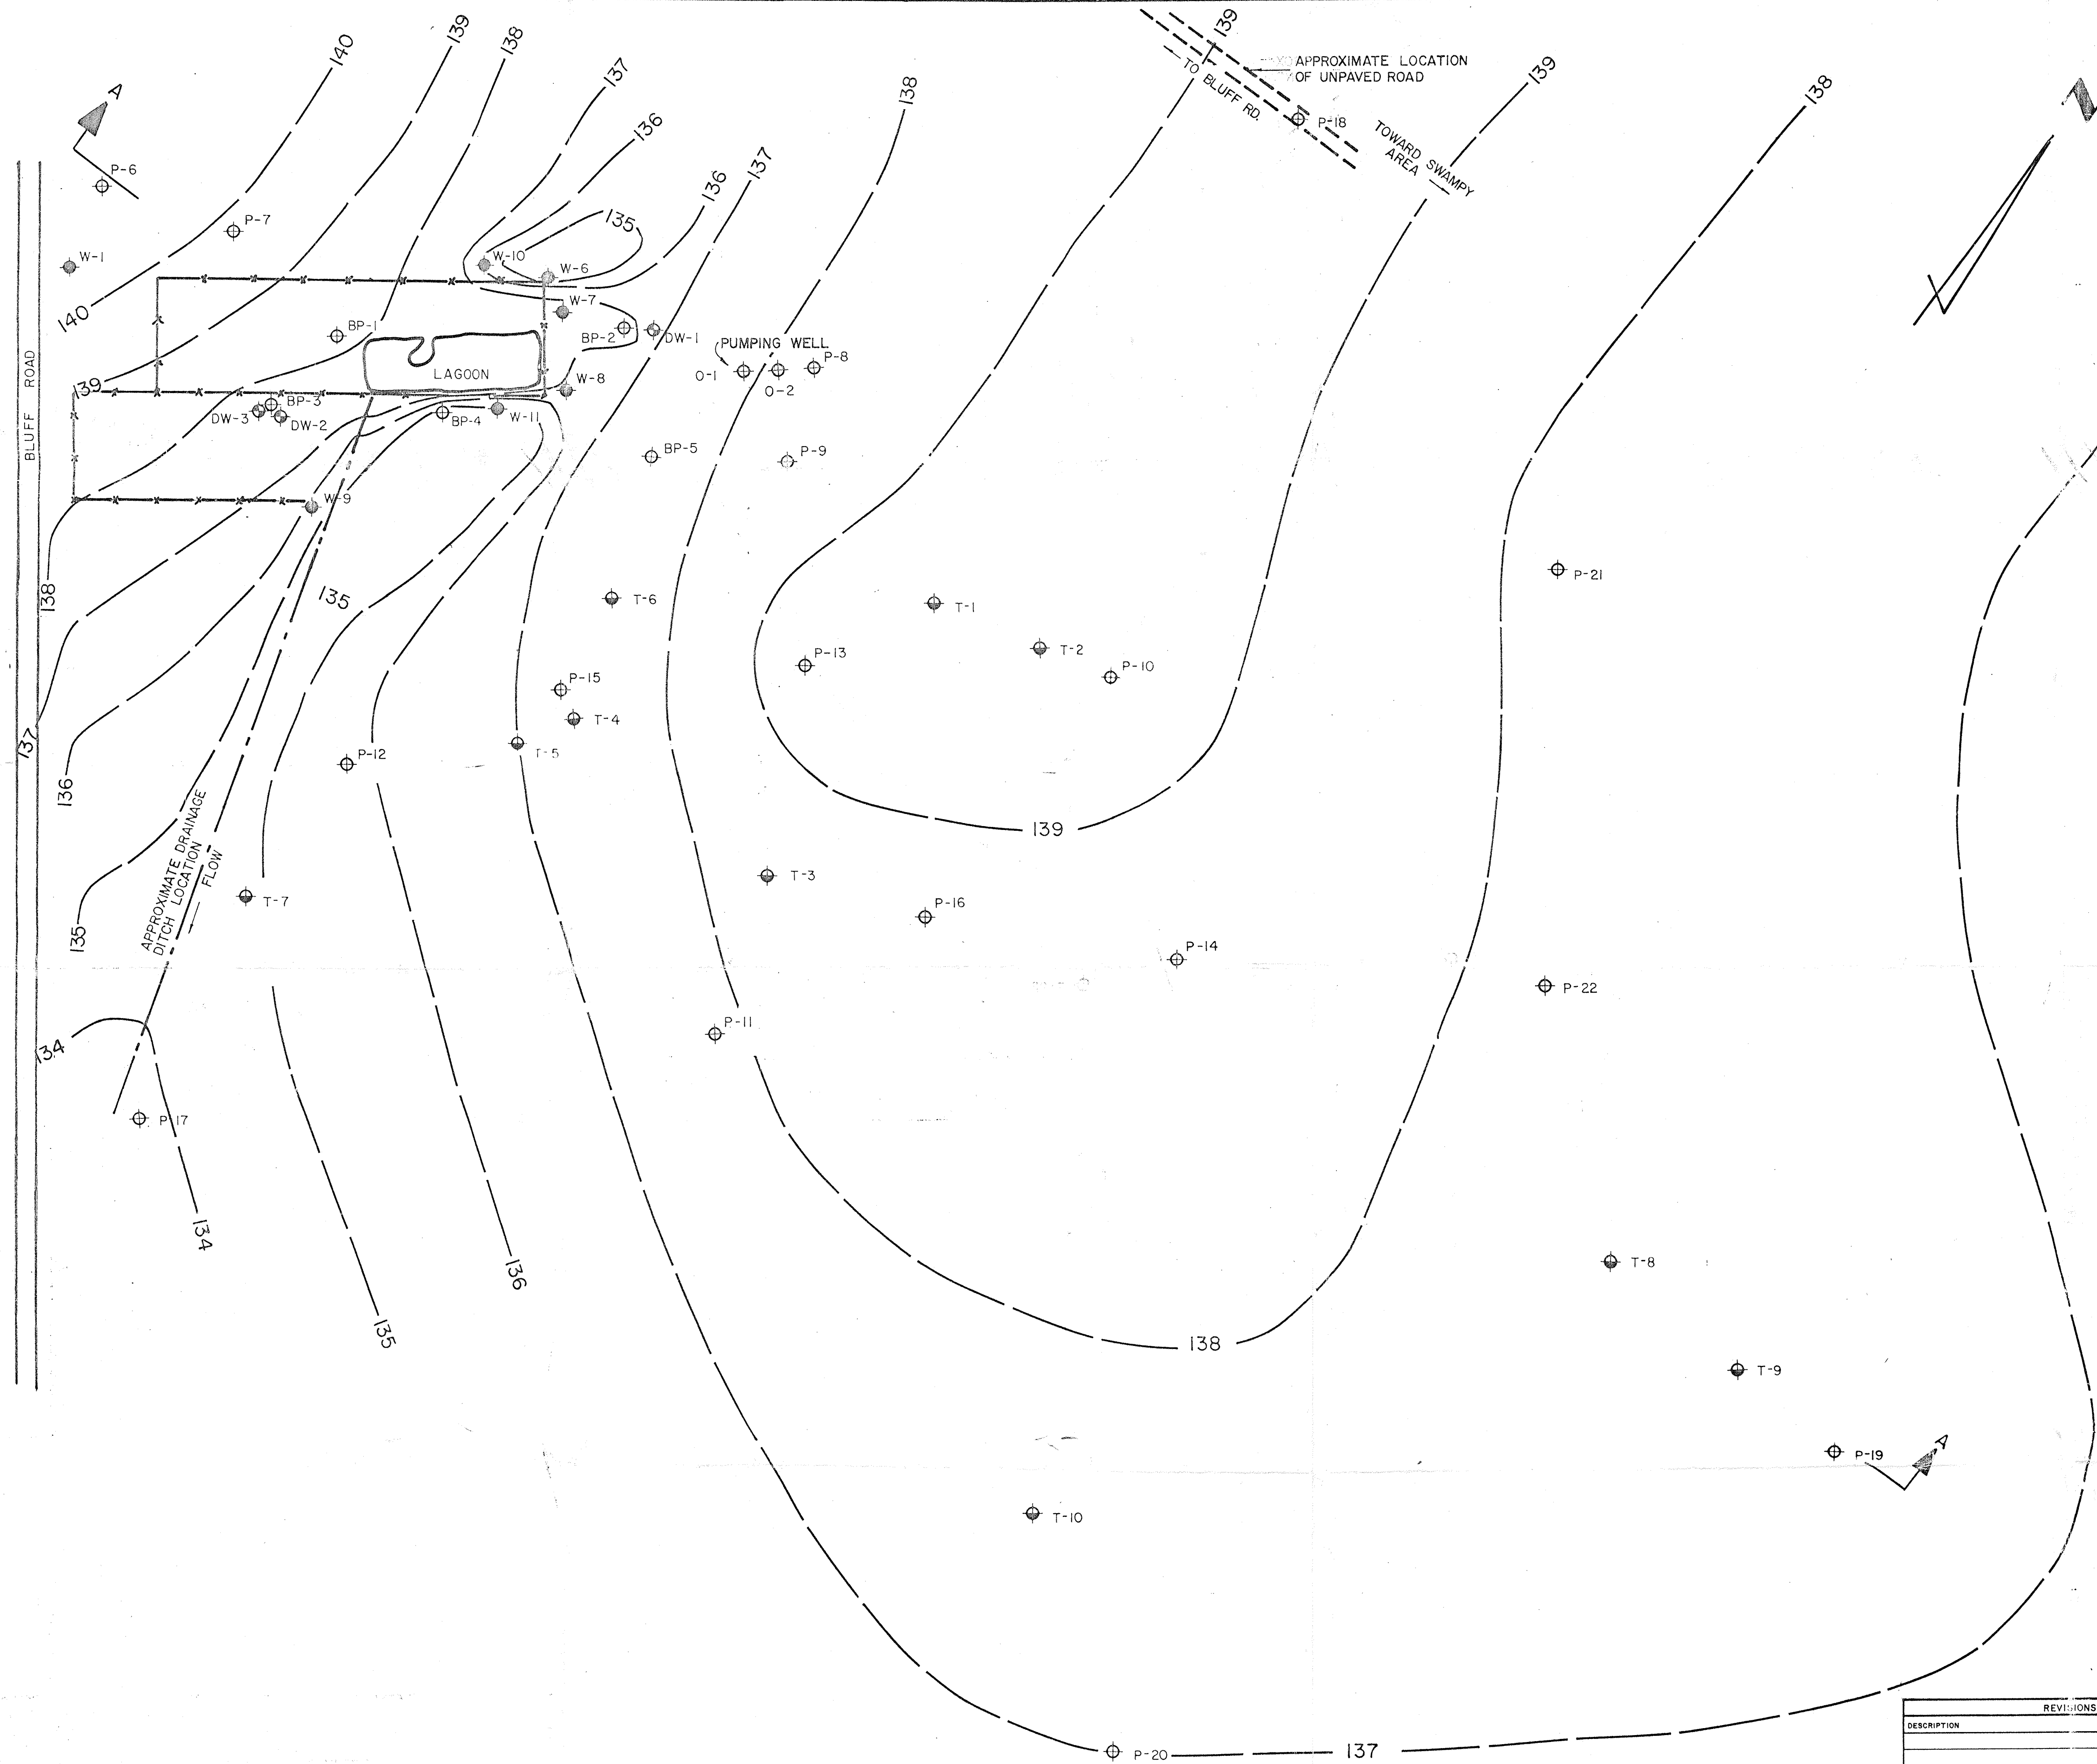 139
138
140
137
136
138
139
APPROXIMATE LOCATION
OF UNPAVED ROAD
TO BLUFF RD.
P-18
TOWARD SWAMPY
AREA
139
138
A
P-6
P-7
W-1
140
136
137
135
W-10
W-6
W-7
BP-1
BP-2
DW-1
LAGOON
PUMPING WELL
P-8
O-1
O-2
W-8
139
BP-3
DW-3
DW-2
BP-4
W-11
BLUFF ROAD
BP-5
P-9
W-9
138
135
T-6
T-1
P-21
P-13
T-2
P-10
P-15
T-4
T-5
137
P-12
136
139
APPROXIMATE DRAINAGE
DITCH LOCATION
FLOW
T-7
T-3
P-16
135
P-14
P-22
P-11
134
P-17
134
136
135
T-8
138
T-9
P-19
A
T-10
P-20
137
REVISIONS
DESCRIPTION